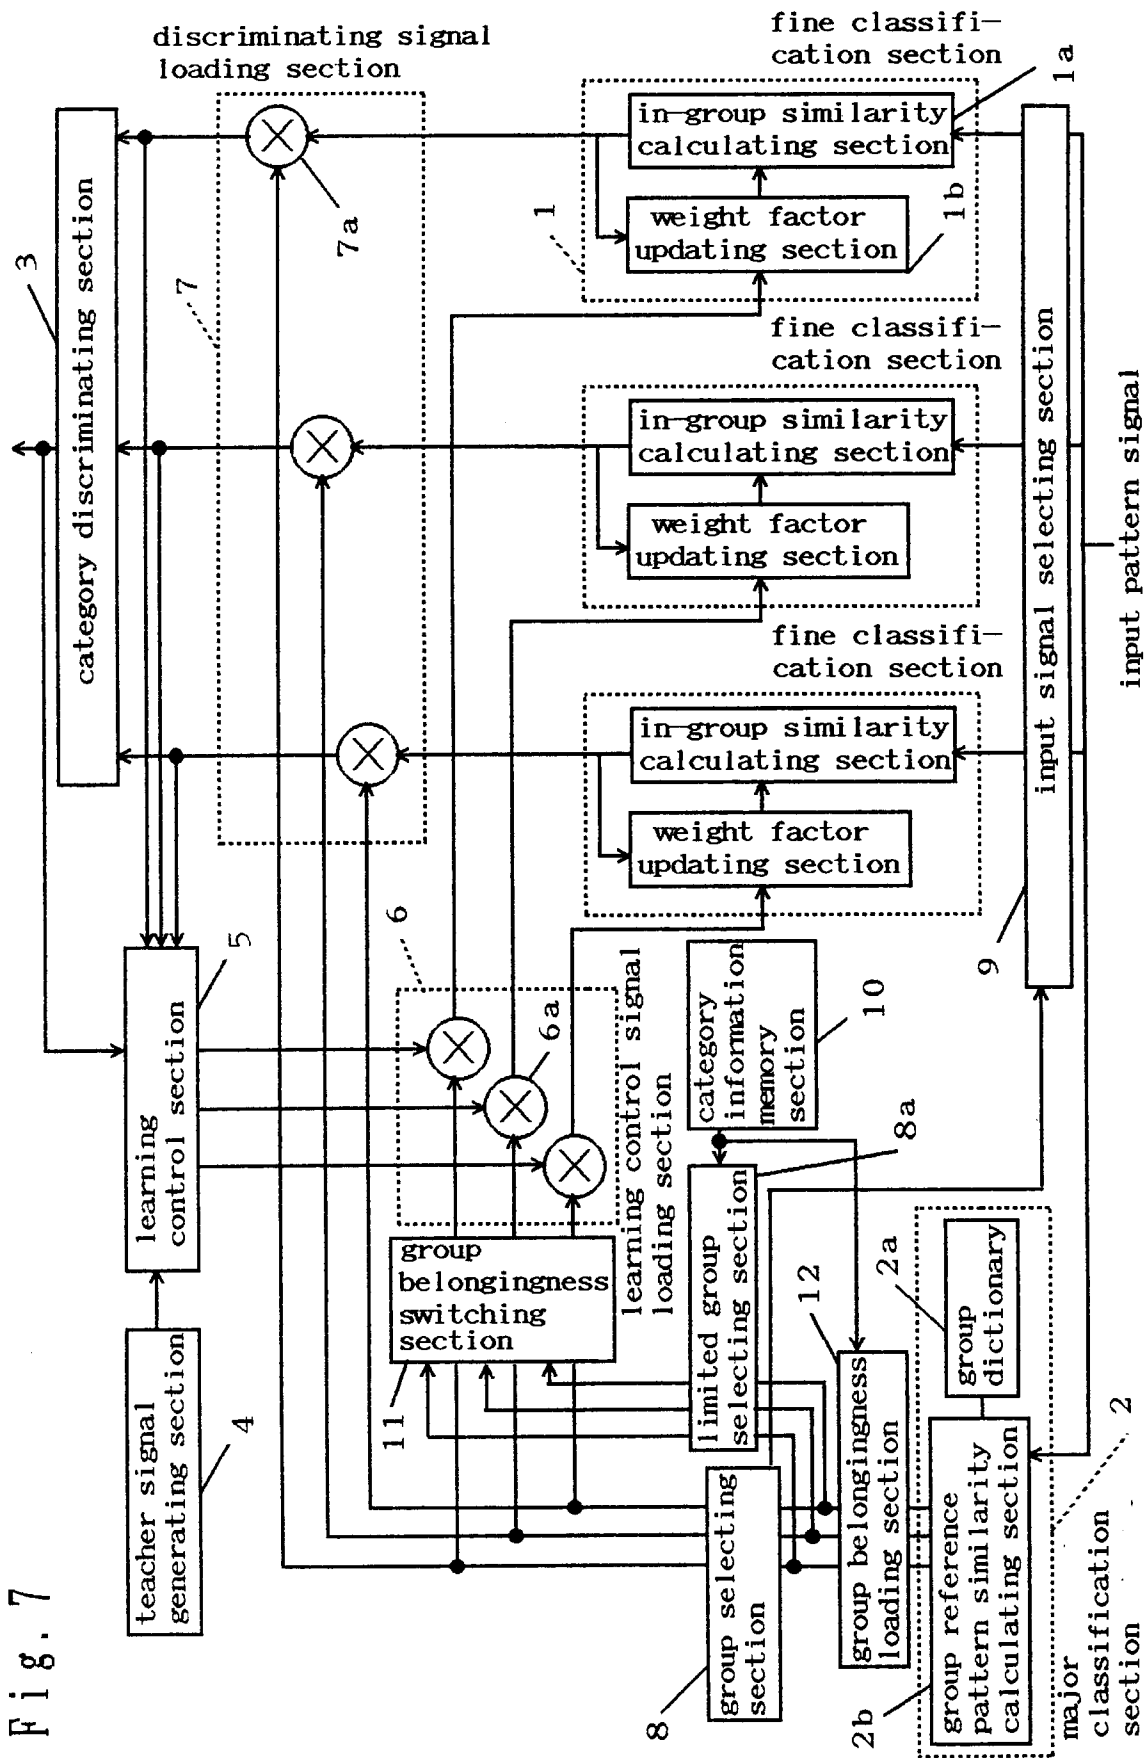 Fig. 7
3
category discriminating section
discriminating signal
loading section
7
7a
teacher signal
generating section
4
learning
control section
5
6
6a
learning control signal
loading section
group
belongingness
switching
section
11
fine classifi-
cation section
in-group similarity
calculating section
1a
weight factor
updating section
1b
1
fine classifi-
cation section
in-group similarity
calculating section
weight factor
updating section
fine classifi-
cation section
in-group similarity
calculating section
weight factor
updating section
category
information
memory
section
10
limited group
selecting section
8a
group selecting
section
8
group belongingness
loading section
12
group
dictionary
2a
group reference
pattern similarity
calculating section
2b
major
classification
section
2
input signal selecting section
9
input pattern signal